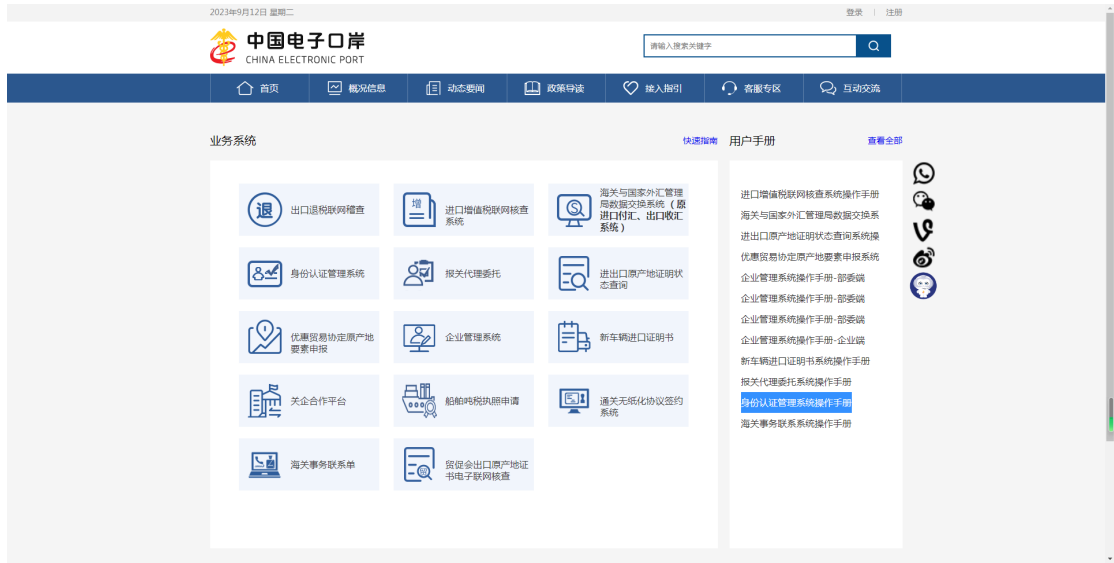 2023年9月12日 星期二
登录 | 注册
中国电子口岸
CHINA ELECTRONIC PORT
请输入搜索关键字
首页 概况信息 动态要闻 政策导读 接入指引 客服专区 互动交流
业务系统 快速指南
出口退税联网稽查
进口增值税联网核查
系统
海关与国家外汇管理
局数据交换系统（原
进口付汇、出口收汇
系统）
身份认证管理系统
报关代理委托
进出口原产地证明状
态查询
优惠贸易协定原产地
要素申报
企业管理系统
新车辆进口证明书
关企合作平台
船舶吨税执照申请
通关无纸化协议签约
系统
海关事务联系单
贸促会出口原产地证
书电子联网核查
用户手册 查看全部
进口增值税联网核查系统操作手册
海关与国家外汇管理局数据交换系
进出口原产地证明状态查询系统操
优惠贸易协定原产地要素申报系统
企业管理系统操作手册-部委端
企业管理系统操作手册-部委端
企业管理系统操作手册-部委端
企业管理系统操作手册-企业端
新车辆进口证明书系统操作手册
报关代理委托系统操作手册
身份认证管理系统操作手册
海关事务联系系统操作手册